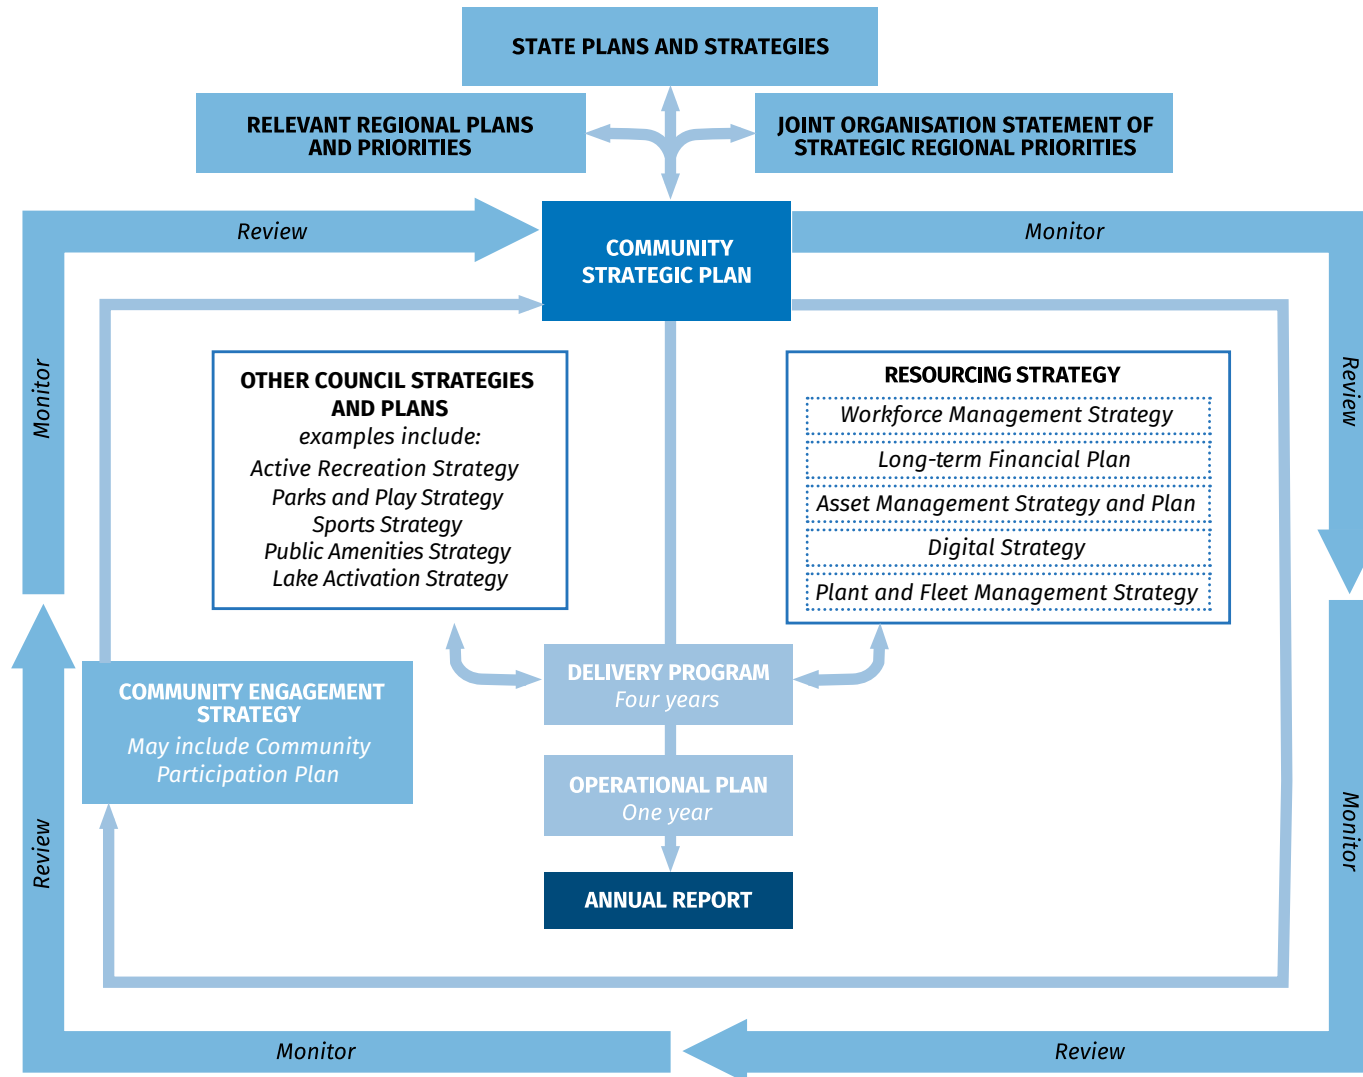 STATE PLANS AND STRATEGIES
RELEVANT REGIONAL PLANS
AND PRIORITIES
JOINT ORGANISATION STATEMENT OF
STRATEGIC REGIONAL PRIORITIES
Review
COMMUNITY
STRATEGIC PLAN
Monitor
Monitor
Review
OTHER COUNCIL STRATEGIES
AND PLANS
examples include:
Active Recreation Strategy
Parks and Play Strategy
Sports Strategy
Public Amenities Strategy
Lake Activation Strategy
RESOURCING STRATEGY
Workforce Management Strategy
Long-term Financial Plan
Asset Management Strategy and Plan
Digital Strategy
Plant and Fleet Management Strategy
COMMUNITY ENGAGEMENT
STRATEGY
May include Community
Participation Plan
DELIVERY PROGRAM
Four years
OPERATIONAL PLAN
One year
ANNUAL REPORT
Review
Monitor
Monitor
Review